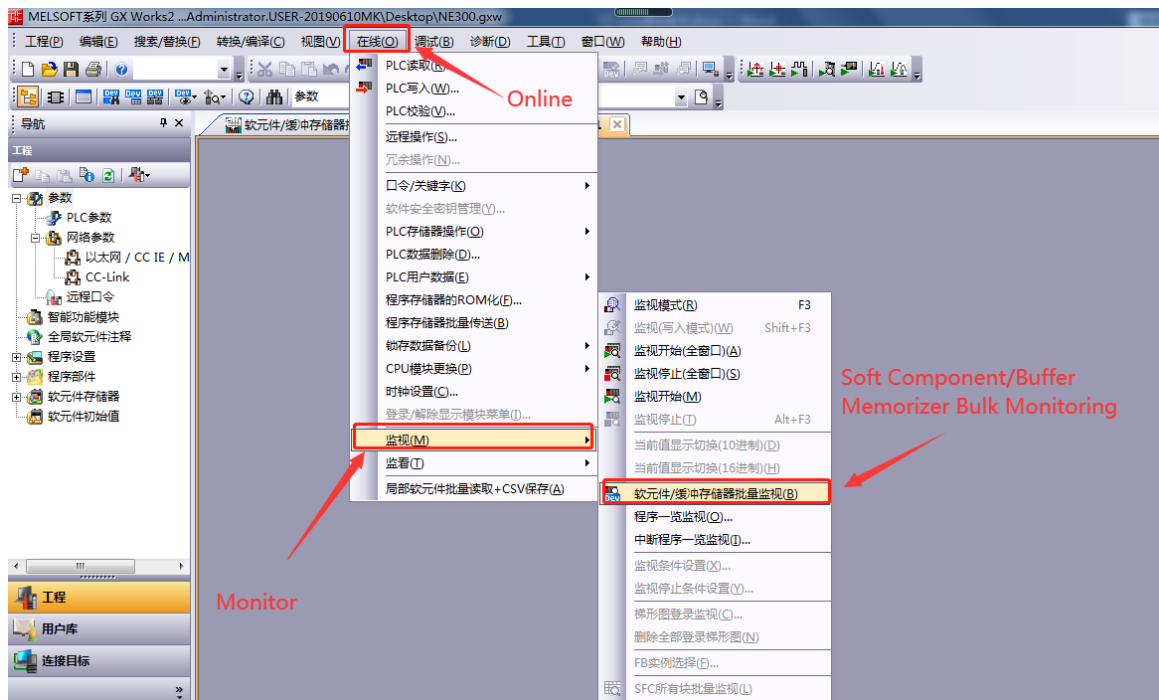 MELSOFT系列 GX Works2 ...Administrator.USER-20190610MK\Desktop\NE300.gxw
工程(P) 编辑(E) 搜索/替换(F) 转换/编译(C) 视图(V) 在线(O) 调试(B) 诊断(D) 工具(T) 窗口(W) 帮助(H)
参数
导航
软元件/缓冲存储器
工程
参数
PLC参数
网络参数
以太网 / CC IE / M
CC-Link
远程口令
智能功能模块
全局软元件注释
程序设置
程序部件
软元件存储器
软元件初始值
工程
用户库
连接目标
PLC读取(R)...
PLC写入(W)...
PLC校验(V)...
远程操作(S)...
冗余操作(N)...
口令/关键字(K)
软件安全密钥管理(Y)...
PLC存储器操作(O)
PLC数据删除(D)...
PLC用户数据(E)
程序存储器的ROM化(F)...
程序存储器批量传送(B)
锁存数据备份(L)
CPU模块更换(P)
时钟设置(C)...
登录/解除显示模块菜单(I)...
监视(M)
监看(T)
局部软元件批量读取+CSV保存(A)
Online
Monitor
监视模式(R) F3
监视(写入模式)(W) Shift+F3
监视开始(全窗口)(A)
监视停止(全窗口)(S)
监视开始(M)
监视停止(T) Alt+F3
当前值显示切换(10进制)(D)
当前值显示切换(16进制)(H)
软元件/缓冲存储器批量监视(B)
程序一览监视(O)...
中断程序一览监视(I)...
监视条件设置(X)...
监视停止条件设置(Y)...
梯形图登录监视(C)...
删除全部登录梯形图(N)
FB实例选择(F)...
SFC所有块批量监视(L)
Soft Component/Buffer
Memorizer Bulk Monitoring